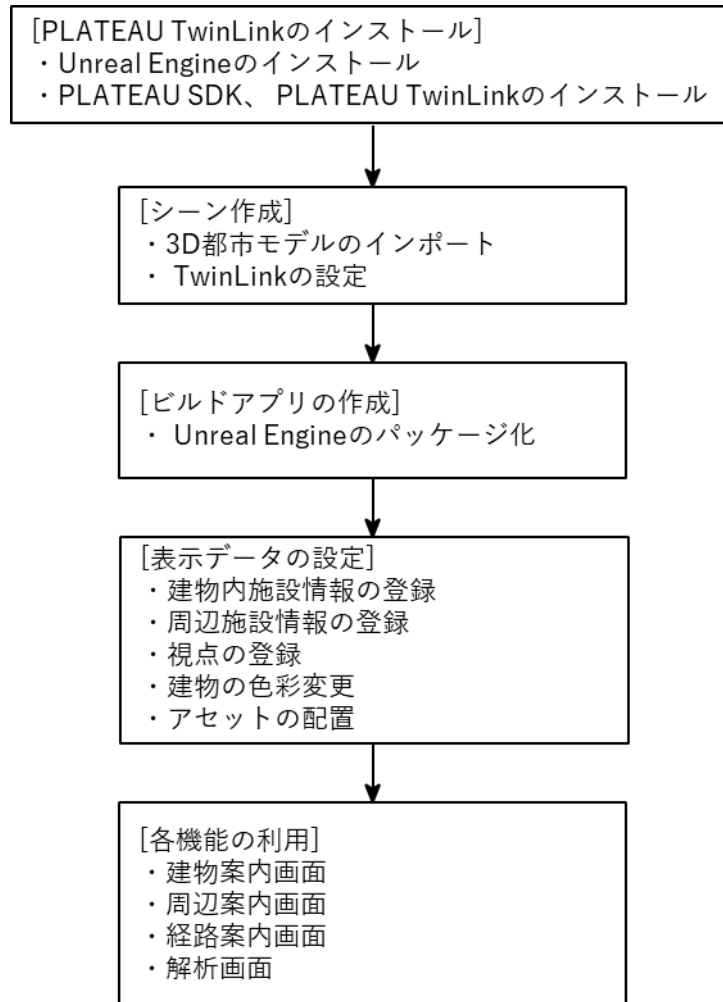 [PLATEAU TwinLinkのインストール]
・Unreal Engineのインストール
・PLATEAU SDK、 PLATEAU TwinLinkのインストール
[シーン作成]
・3D都市モデルのインポート
・ TwinLinkの設定
[ビルドアプリの作成]
・ Unreal Engineのパッケージ化
[表示データの設定]
・建物内施設情報の登録
・周辺施設情報の登録
・視点の登録
・建物の色彩変更
・アセットの配置
[各機能の利用]
・建物案内画面
・周辺案内画面
・経路案内画面
・解析画面